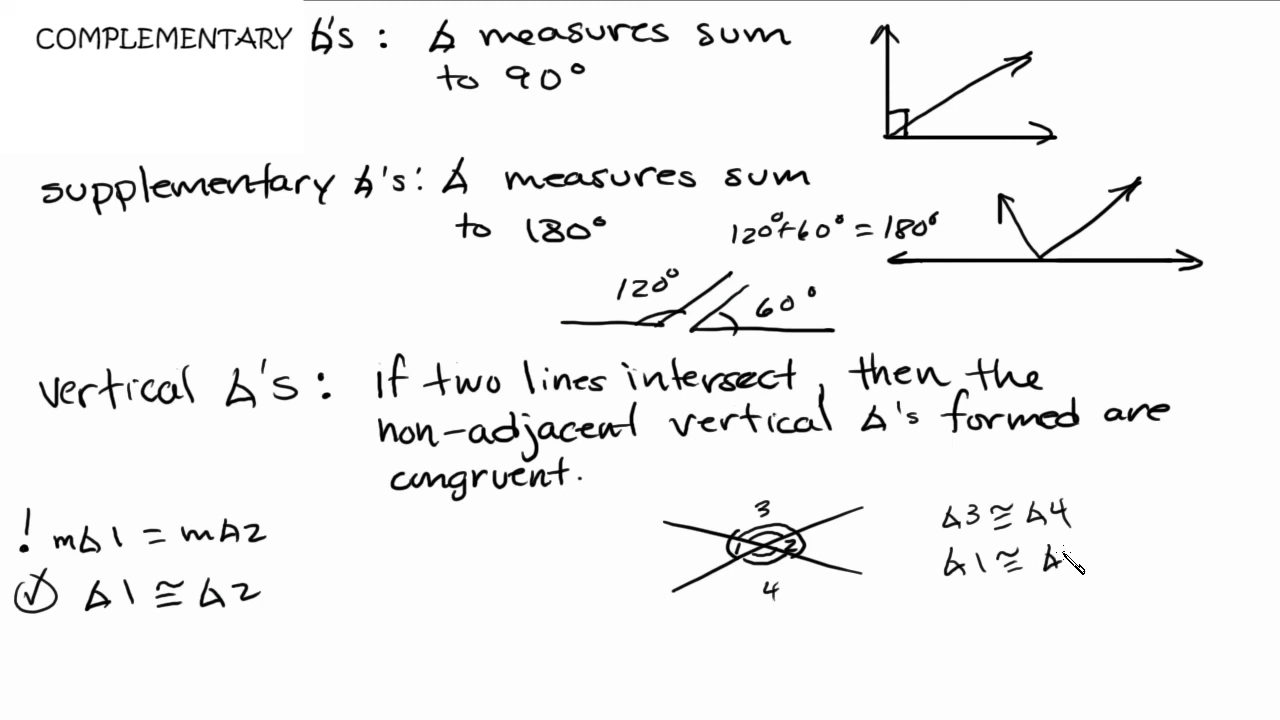 COMPLEMENTARY ∡'s : ∡ measures sum
to 90°
supplementary ∡'s: ∡ measures sum
to 180°
120°+60° = 180°
120°
60°
vertical ∡'s: if two lines intersect, then the
non-adjacent vertical ∡'s formed are
congruent.
! m∡1 = m∡2
✓ ∡1 ≅ ∡2
3
1 2
4
∡3 ≅ ∡4
∡1 ≅ ∡